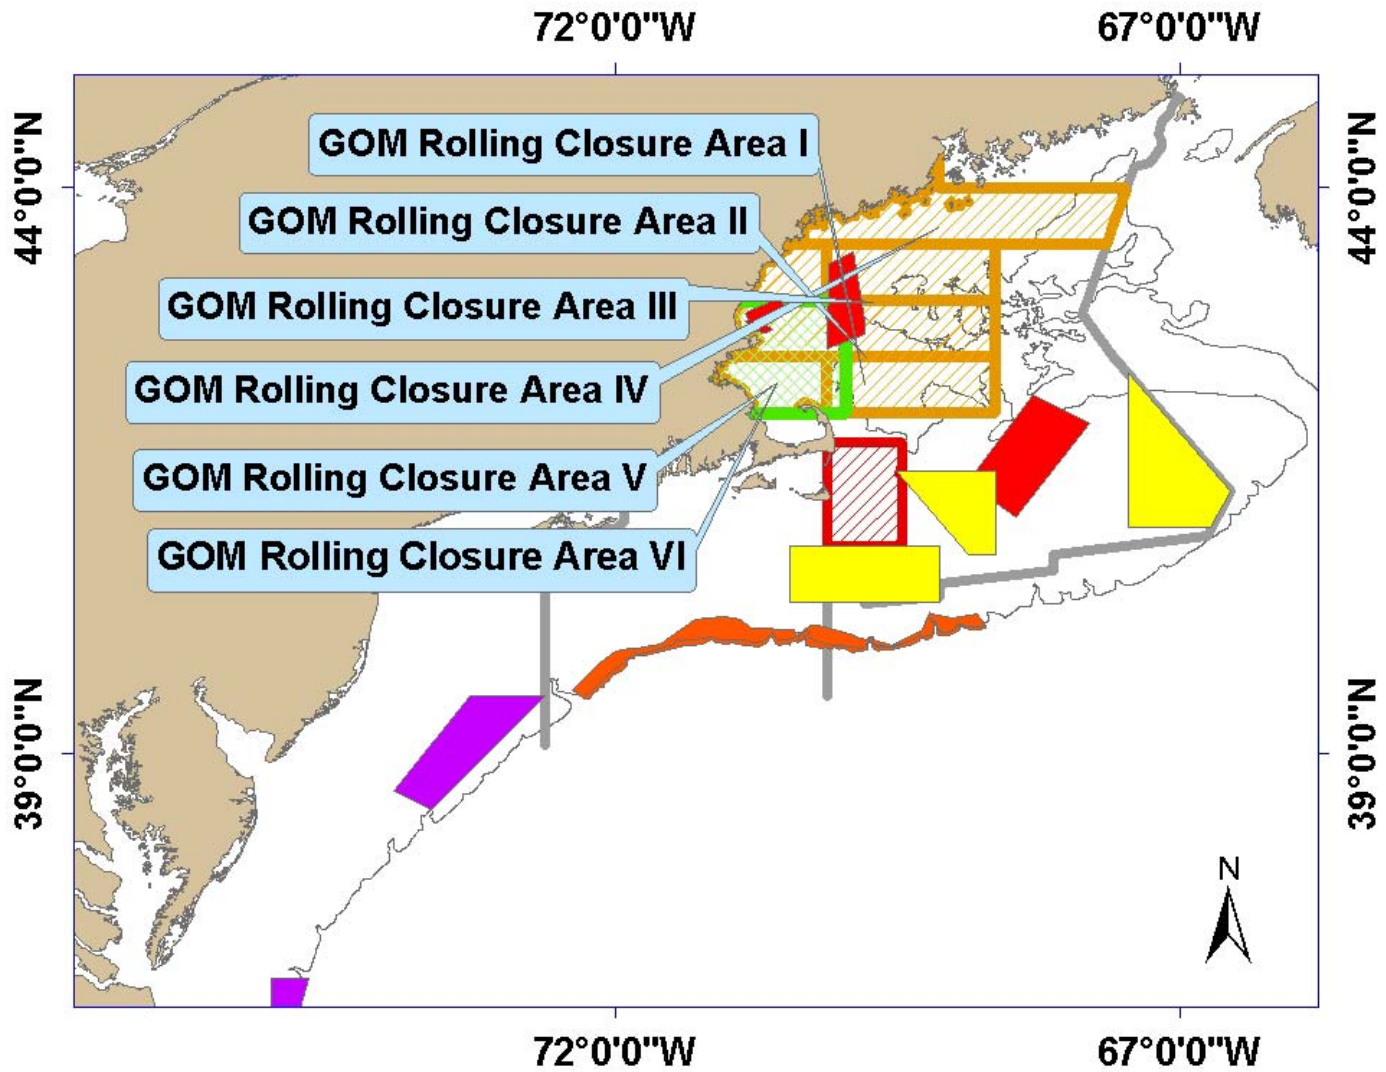 72°0'0"W
67°0'0"W
44°0'0"N
44°0'0"N
GOM Rolling Closure Area I
GOM Rolling Closure Area II
GOM Rolling Closure Area III
GOM Rolling Closure Area IV
GOM Rolling Closure Area V
GOM Rolling Closure Area VI
39°0'0"N
39°0'0"N
N
72°0'0"W
67°0'0"W